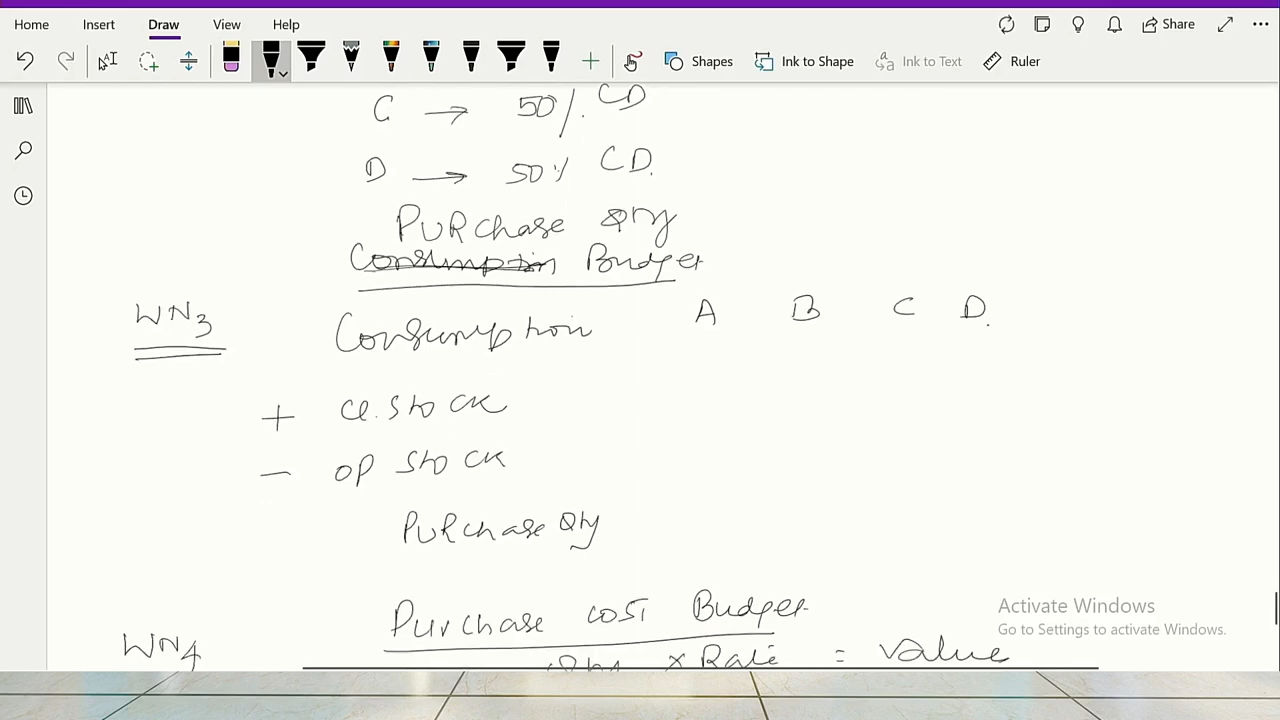 Home Insert Draw View Help Share
Shapes Ink to Shape Ink to Text Ruler
C → 50%. CD
D → 50% CD.
Purchase Qty
Consumption Budget
WN3 Consumption A B C D.
+ Cl. Stock
- OP Stock
Purchase Qty
Purchase cost Budget
WN4
× Rate = Value
Activate Windows
Go to Settings to activate Windows.